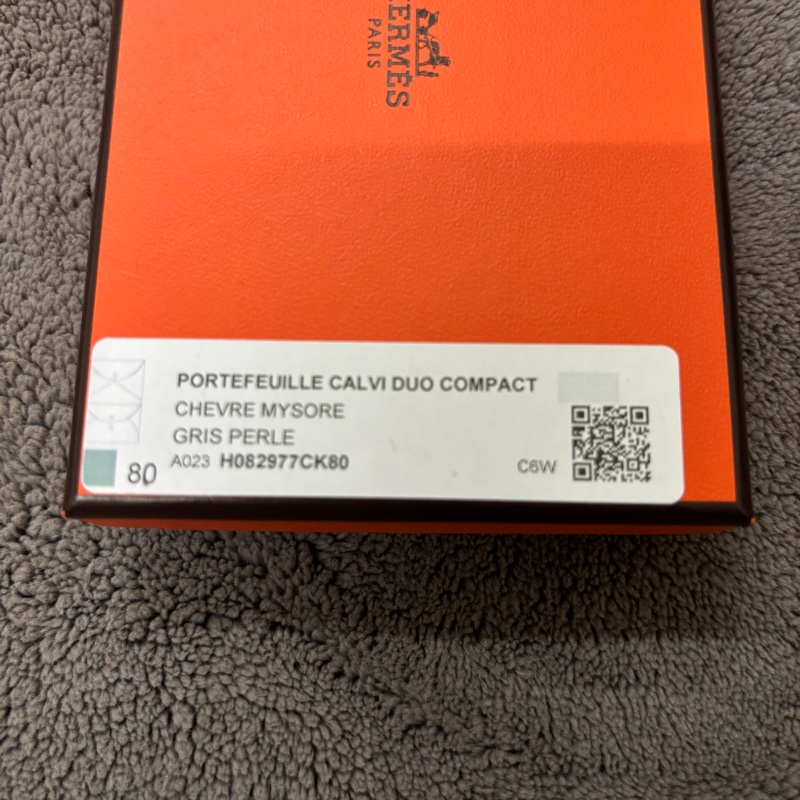 HERMÈS
PARIS
PORTEFEUILLE CALVI DUO COMPACT
CHEVRE MYSORE
GRIS PERLE
A023 H082977CK80
80
C6W